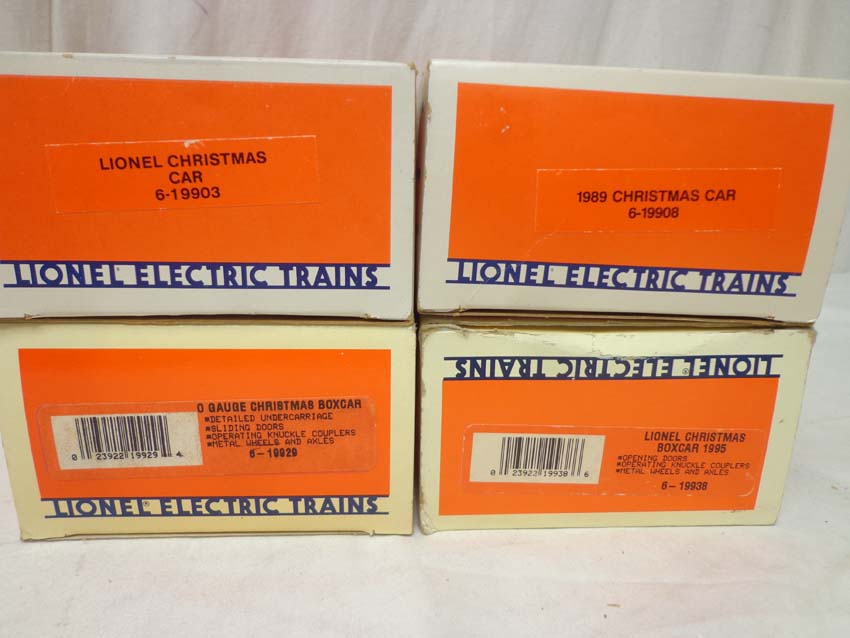 LIONEL CHRISTMAS
CAR
6-19903
LIONEL ELECTRIC TRAINS
1989 CHRISTMAS CAR
6-19908
LIONEL ELECTRIC TRAINS
O GAUGE CHRISTMAS BOXCAR
*DETAILED UNDERCARRIAGE
*SLIDING DOORS
*OPERATING KNUCKLE COUPLERS
*METAL WHEELS AND AXLES
6-19929
0 23922 19929 4
LIONEL® ELECTRIC TRAINS
LIONEL® ELECTRIC TRAINS
LIONEL CHRISTMAS
BOXCAR 1995
*OPENING DOORS
*OPERATING KNUCKLE COUPLERS
*METAL WHEELS AND AXLES
6-19938
0 23922 19938 6